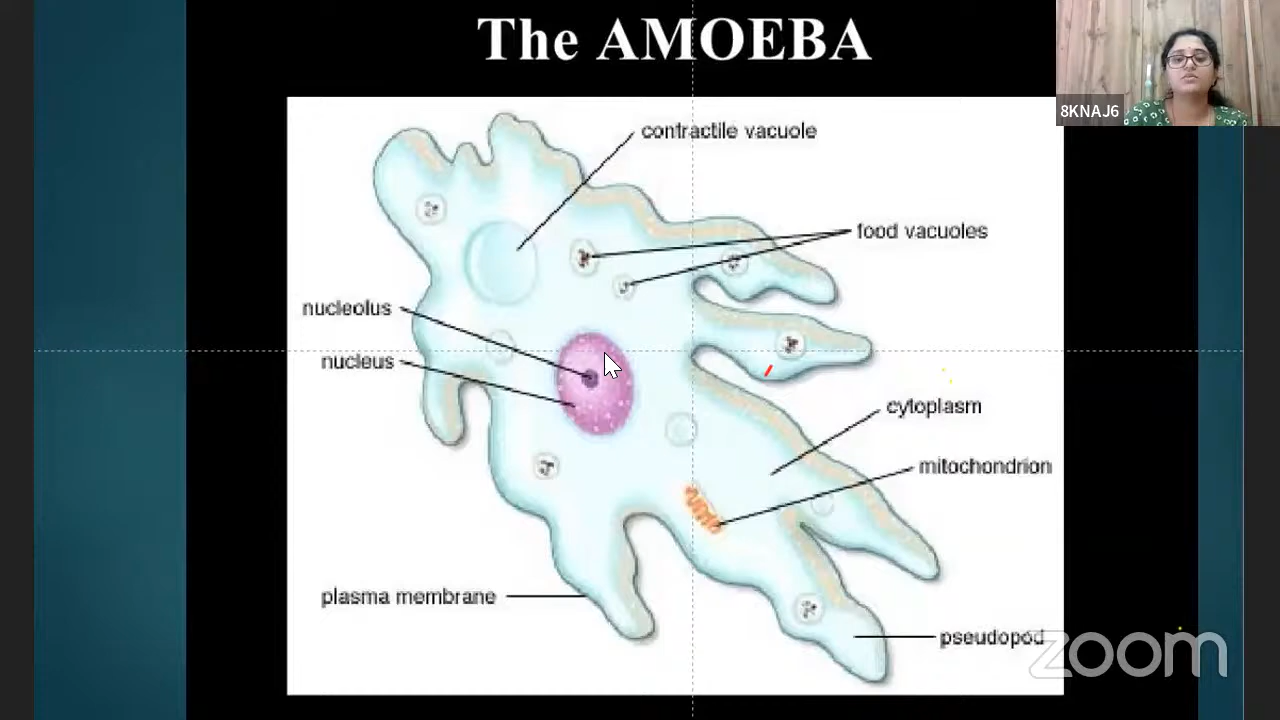 The AMOEBA
8KNAJ6
contractile vacuole
food vacuoles
nucleolus
nucleus
cytoplasm
mitochondrion
plasma membrane
pseudopod
zoom